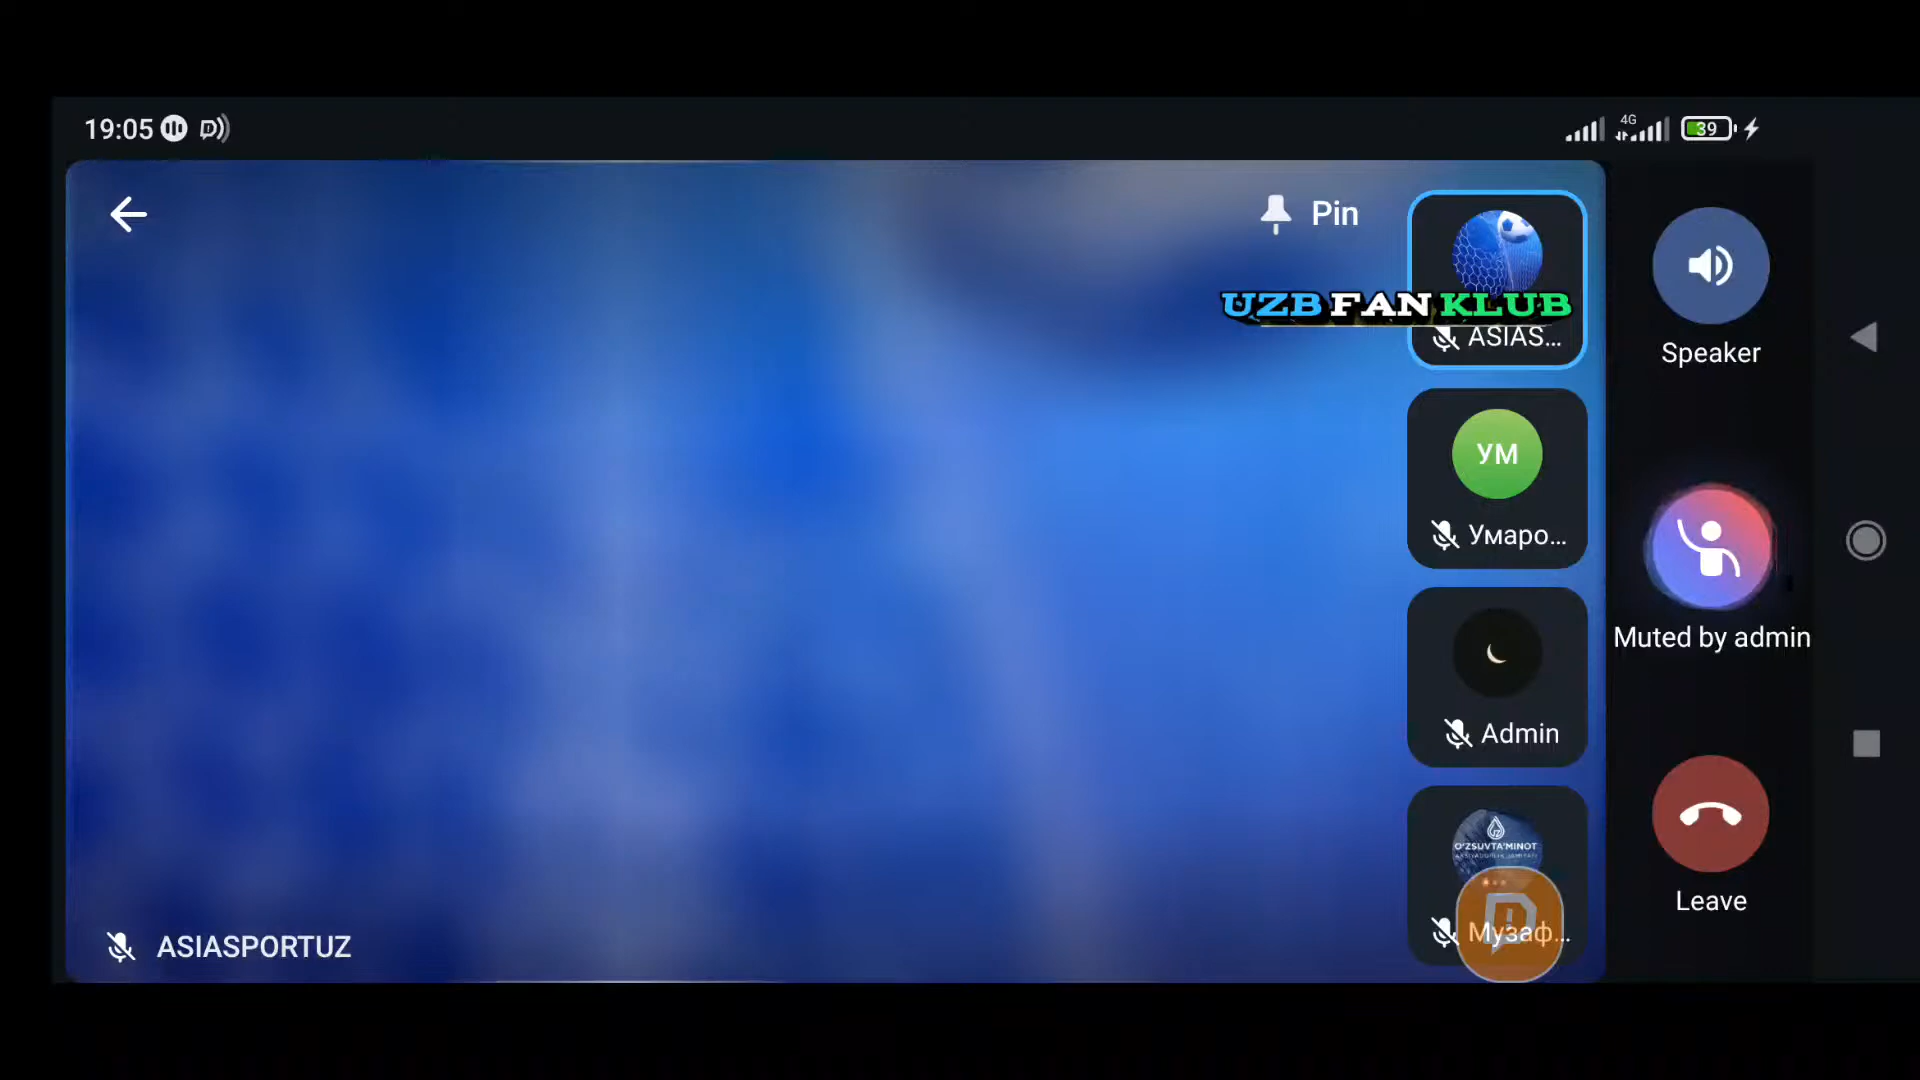 19:05
4G
39
Pin
UZB FAN KLUB
ASIAS...
Speaker
УМ
Умаро...
Muted by admin
Admin
O'ZSUVTA'MINOT
Музаф...
Leave
ASIASPORTUZ